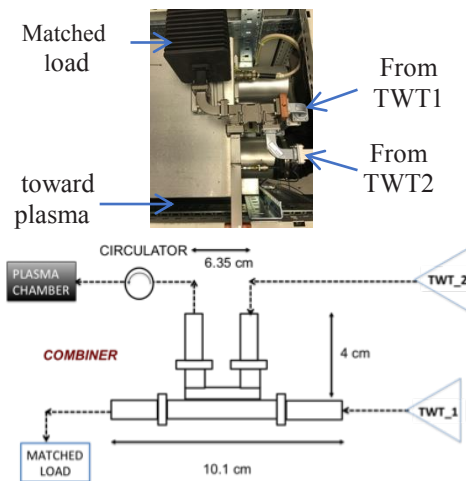 Matched
load
From
TWT1
From
TWT2
toward
plasma
CIRCULATOR
6.35 cm
PLASMA
CHAMBER
TWT_2
COMBINER
4 cm
TWT_1
MATCHED
LOAD
10.1 cm